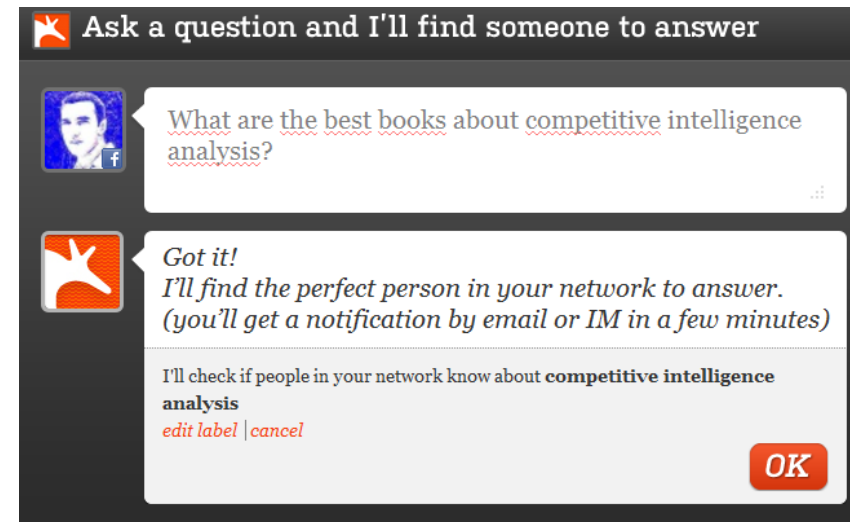 Ask a question and I'll find someone to answer
What are the best books about competitive intelligence
analysis?
f
Got it!
I'll find the perfect person in your network to answer.
(you'll get a notification by email or IM in a few minutes)
I'll check if people in your network know about competitive intelligence
analysis
edit label | cancel
OK